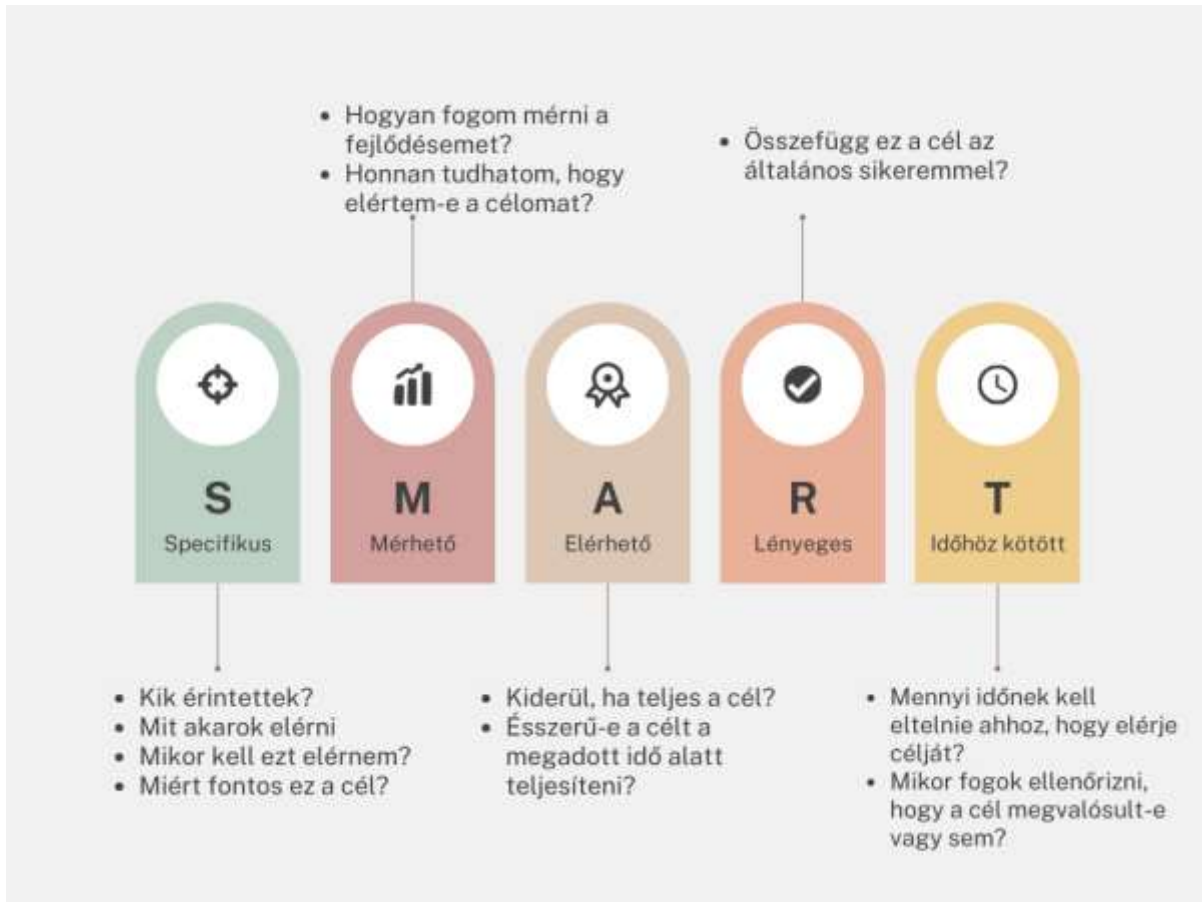 • Hogyan fogom mérni a
fejlődésemet?
• Honnan tudhatom, hogy
elértem-e a célomat?
• Összefügg ez a cél az
általános sikeremmel?
S
Specifikus
M
Mérhető
A
Elérhető
R
Lényeges
T
Időhöz kötött
• Kik érintettek?
• Mit akarok elérni
• Mikor kell ezt elérnem?
• Miért fontos ez a cél?
• Kiderül, ha teljes a cél?
• Ésszerű-e a célt a
megadott idő alatt
teljesíteni?
• Mennyi időnek kell
eltelnie ahhoz, hogy elérje
célját?
• Mikor fogok ellenőrizni,
hogy a cél megvalósult-e
vagy sem?